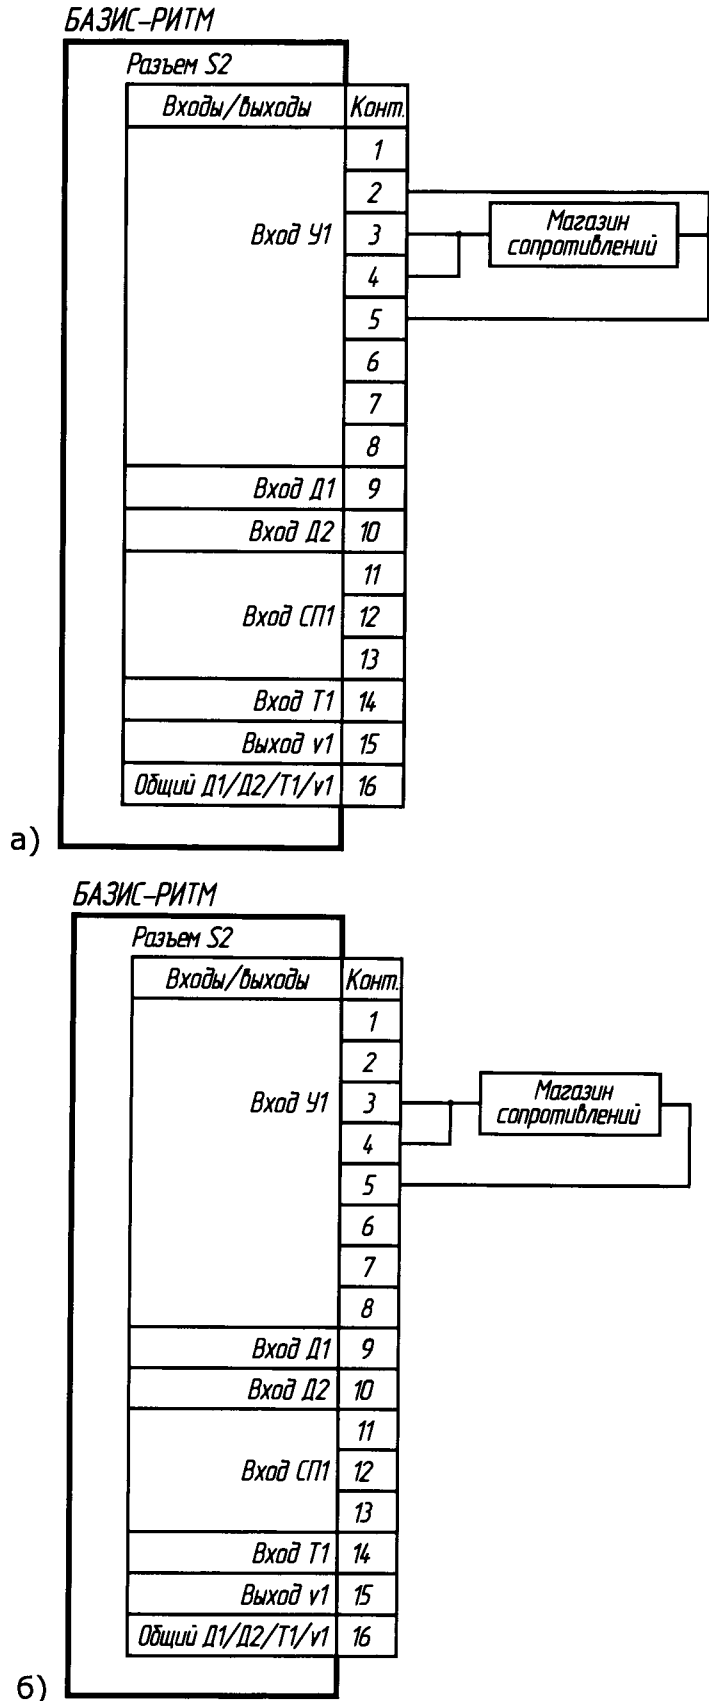 БАЗИС-РИТМ
Разъем S2
Входы/выходы Конт.
1
2
Вход У1 3
4
5
6
7
8
Вход Д1 9
Вход Д2 10
11
Вход СП1 12
13
Вход Т1 14
Выход v1 15
Общий Д1/Д2/Т1/v1 16
Магазин
сопротивлений
а)
БАЗИС-РИТМ
Разъем S2
Входы/выходы Конт.
1
2
Вход У1 3
4
5
6
7
8
Вход Д1 9
Вход Д2 10
11
Вход СП1 12
13
Вход Т1 14
Выход v1 15
Общий Д1/Д2/Т1/v1 16
Магазин
сопротивлений
б)